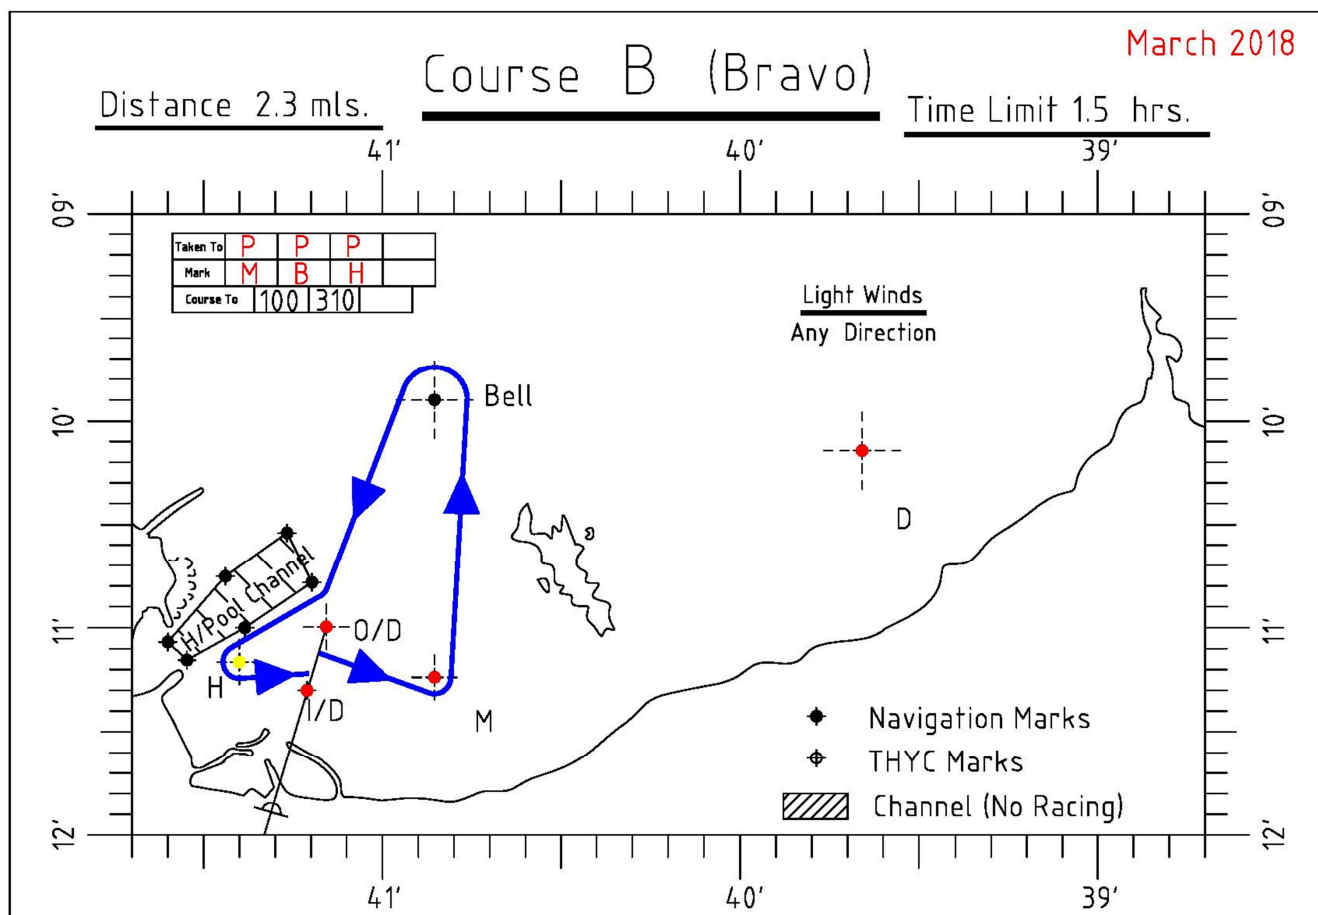 March 2018
Course B (Bravo)
Distance 2.3 mls.
Time Limit 1.5 hrs.
41' 40' 39'
09' 09'
Taken To P P P
Mark M B H
Course To 100 310
Light Winds
Any Direction
Bell
10' 10'
D
H/Pool Channel
11' 11'
O/D
H
I/D
M
Navigation Marks
THYC Marks
Channel (No Racing)
12' 12'
41' 40' 39'